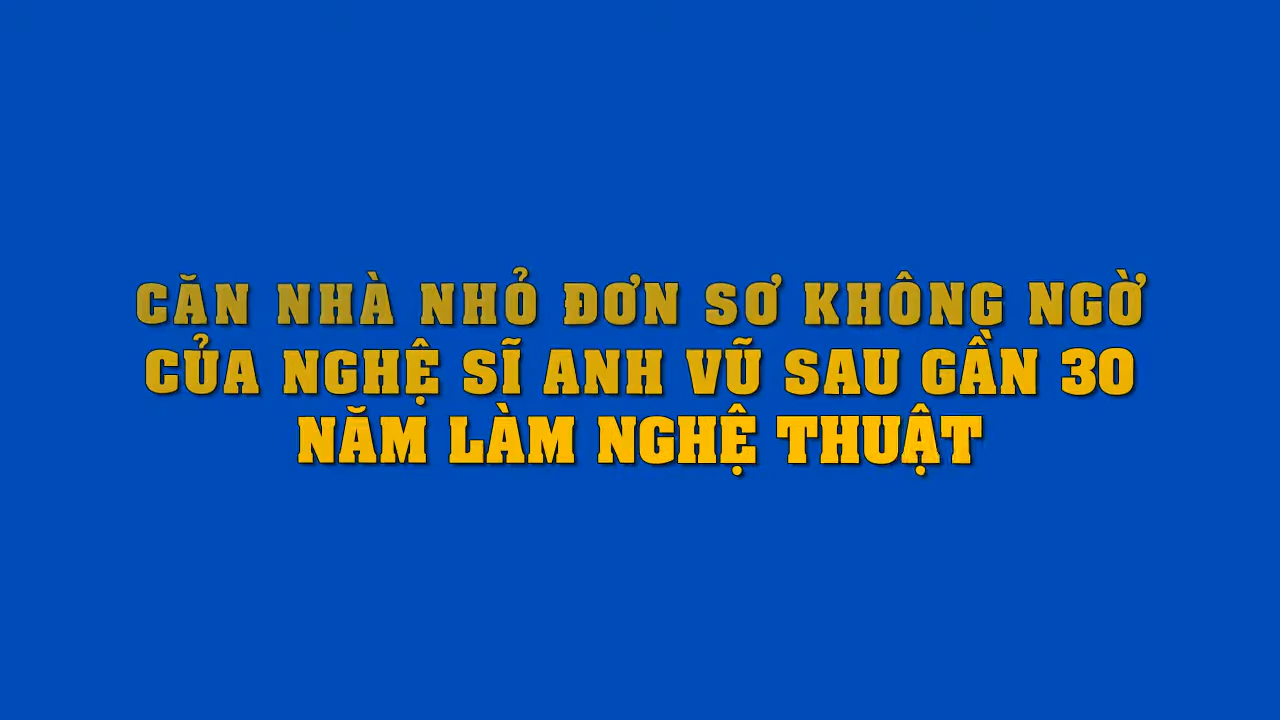 CĂN NHÀ NHỎ ĐƠN SƠ KHÔNG NGỜ
CỦA NGHỆ SĨ ANH VŨ SAU GẦN 30
NĂM LÀM NGHỆ THUẬT